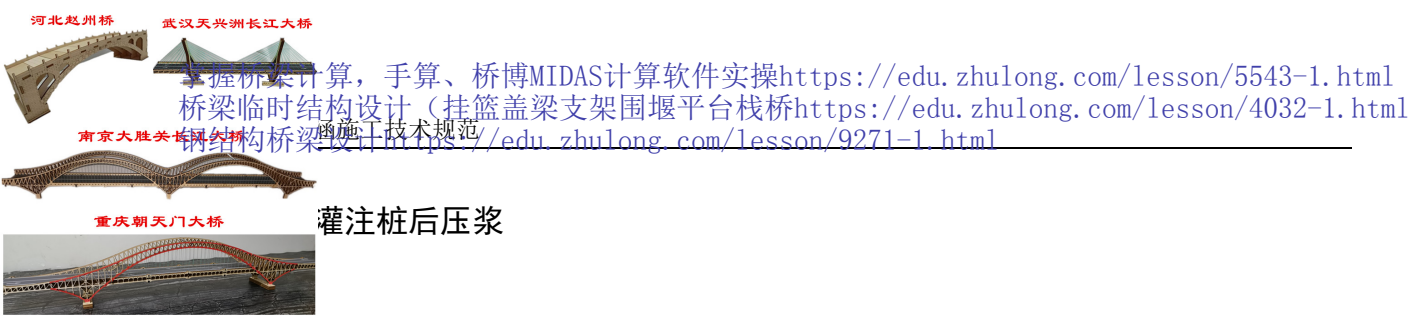 河北赵州桥
武汉天兴洲长江大桥
掌握桥梁计算，手算、桥博MIDAS计算软件实操https://edu.zhulong.com/lesson/5543-1.html
桥梁临时结构设计（挂篮盖梁支架围堰平台栈桥https://edu.zhulong.com/lesson/4032-1.html
涵施工技术规范
南京大胜关长江大桥
钢结构桥梁设计https://edu.zhulong.com/lesson/9271-1.html
灌注桩后压浆
重庆朝天门大桥